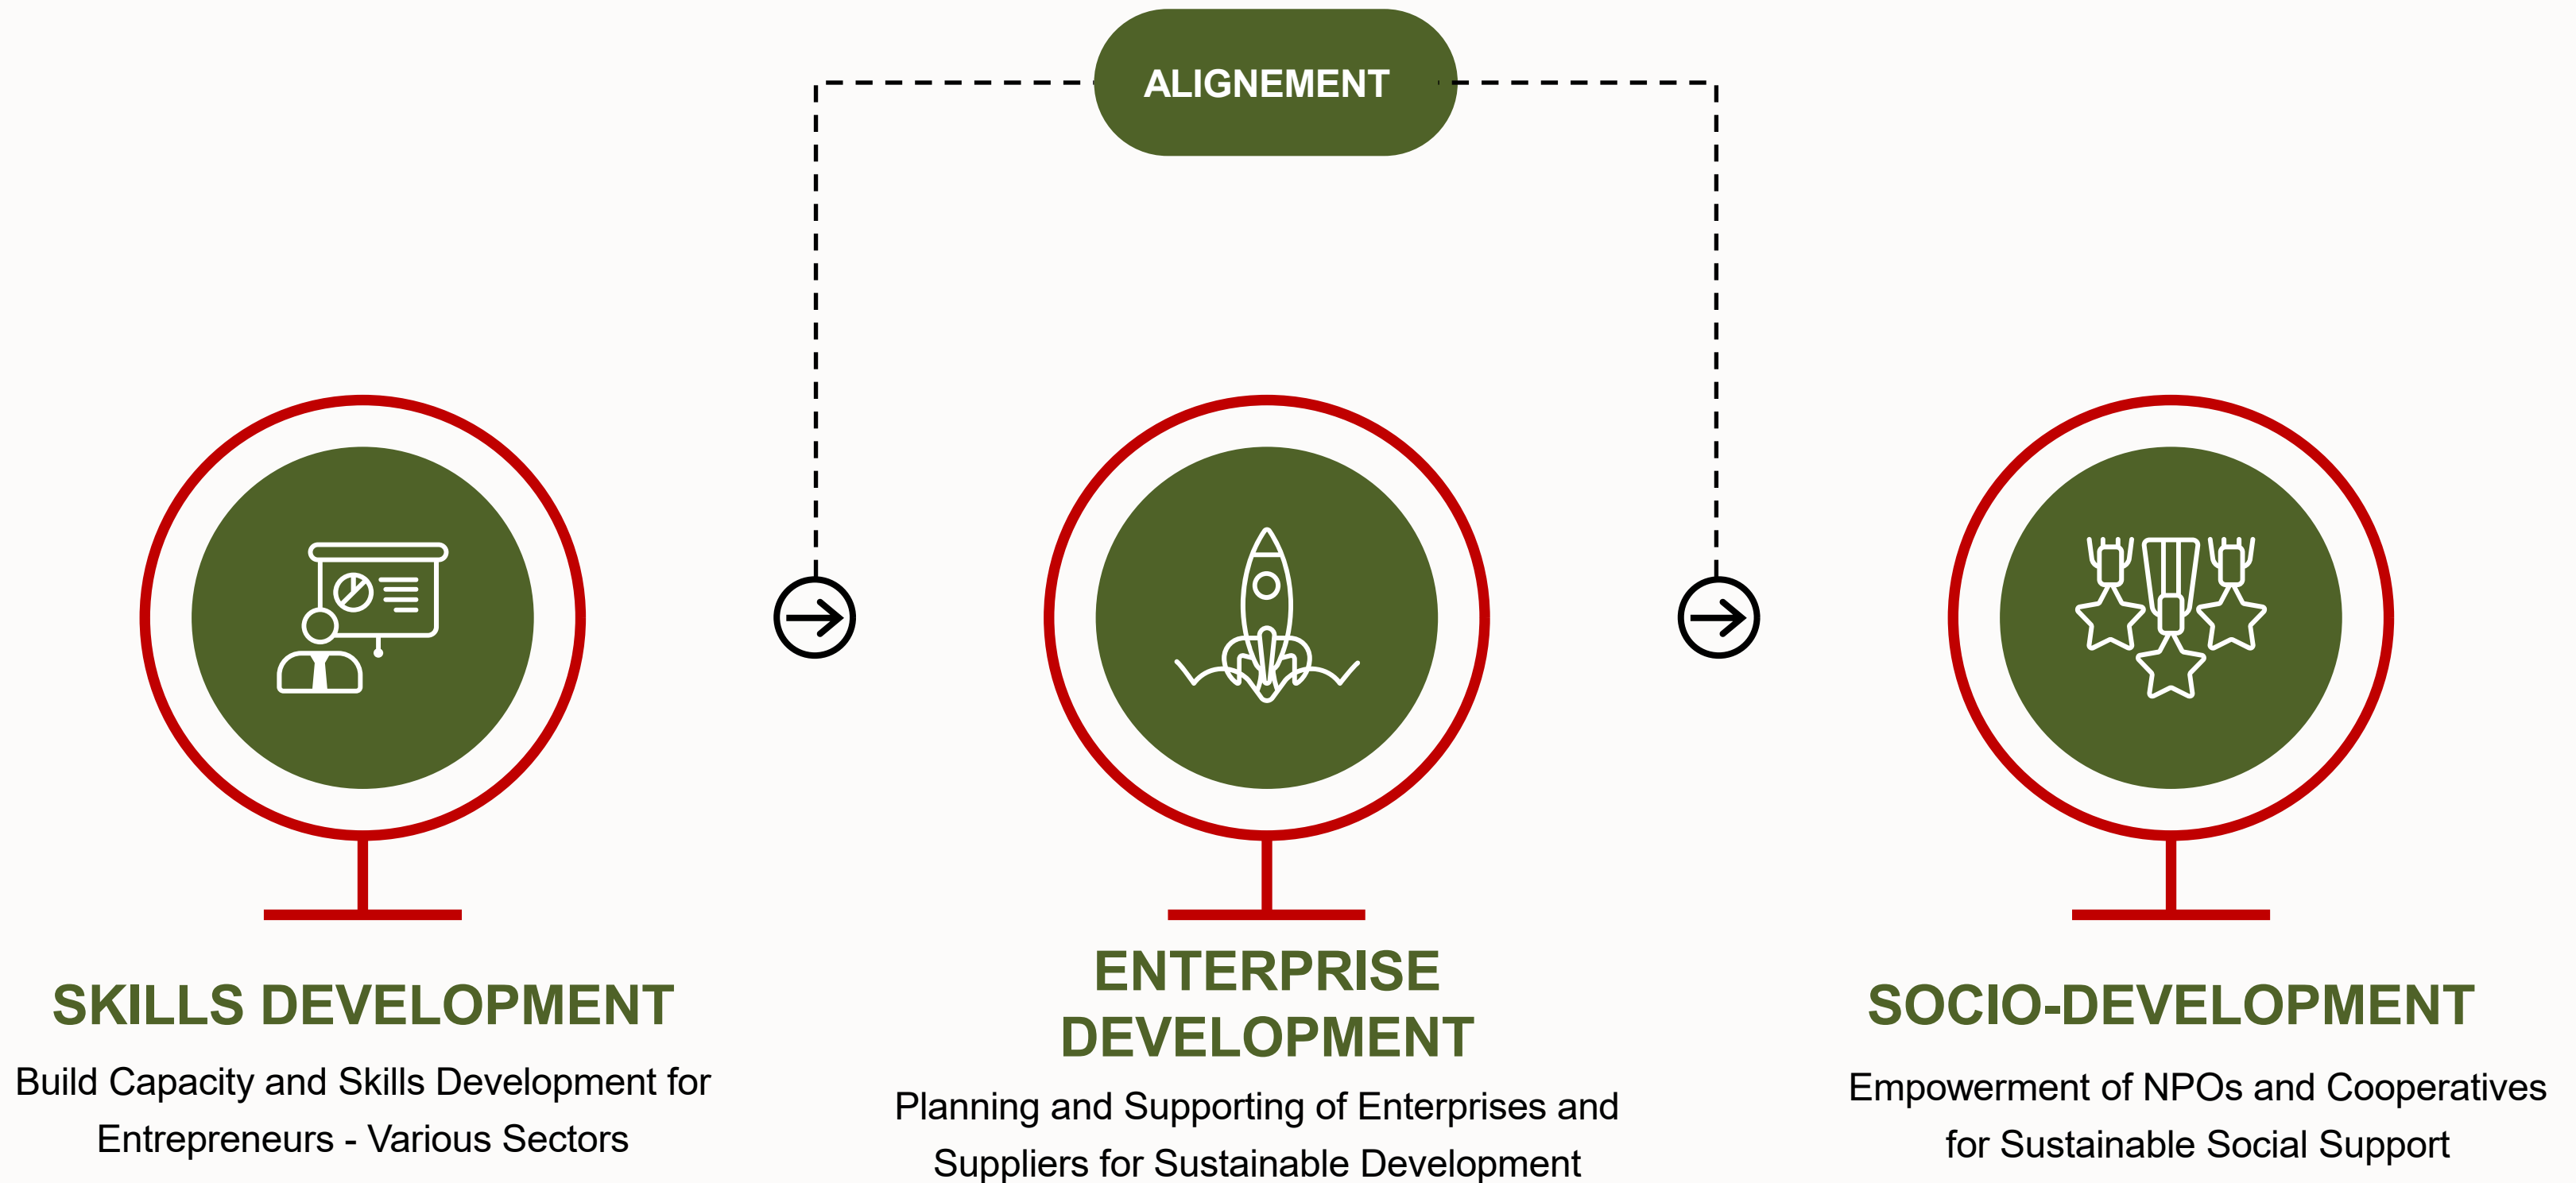 ALIGNEMENT
SKILLS DEVELOPMENT
Build Capacity and Skills Development for
Entrepreneurs - Various Sectors
ENTERPRISE
DEVELOPMENT
Planning and Supporting of Enterprises and
Suppliers for Sustainable Development
SOCIO-DEVELOPMENT
Empowerment of NPOs and Cooperatives
for Sustainable Social Support